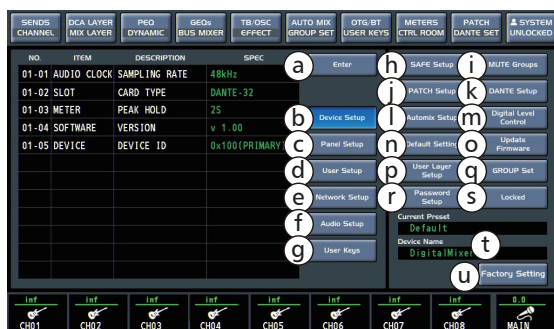 SENDS DCA LAYER PEQ GEQs TB/OSC AUTO MIX OTG/BT METERS PATCH SYSTEM
CHANNEL MIX LAYER DYNAMIC BUS MIXER EFFECT GROUP SET USER KEYS CTRL ROOM DANTE SET UNLOCKED
NO. ITEM DESCRIPTION SPEC
01-01 AUDIO CLOCK SAMPLING RATE 48kHz
01-02 SLOT CARD TYPE DANTE-32
01-03 METER PEAK HOLD 2S
01-04 SOFTWARE VERSION v 1.00
01-05 DEVICE DEVICE ID 0x100(PRIMARY)
a Enter
b Device Setup
c Panel Setup
d User Setup
e Network Setup
f Audio Setup
g User Keys
h SAFE Setup
i MUTE Groups
j PATCH Setup
k DANTE Setup
l Automix Setup
m Digital Level
Control
n Default Setting
o Update
Firmware
p User Layer
Setup
q GROUP Set
r Password
Setup
s Locked
Current Preset
Default
Device Name
DigitalMixer
t
u Factory Setting
inf inf inf inf inf inf inf inf 0.0
CH01 CH02 CH03 CH04 CH05 CH06 CH07 CH08 MAIN